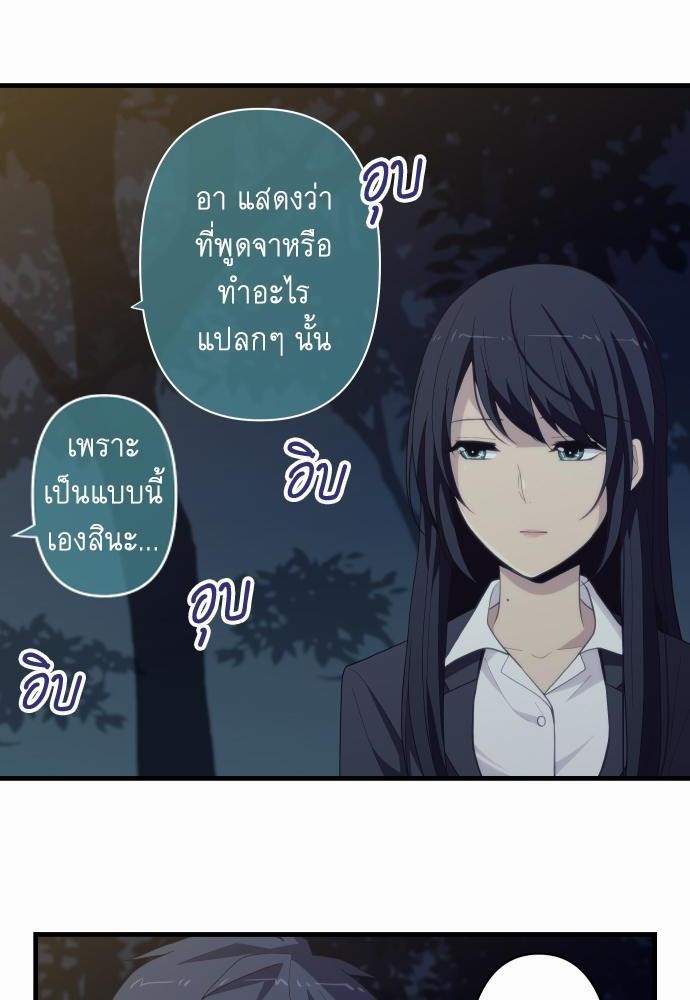 อา แสดงว่า
ที่พูดจาหรือ
ทำอะไร
แปลกๆ นั้น
อุบ
เพราะ
เป็นแบบนี้
เองสินะ...
อิบ
อุบ
อิบ